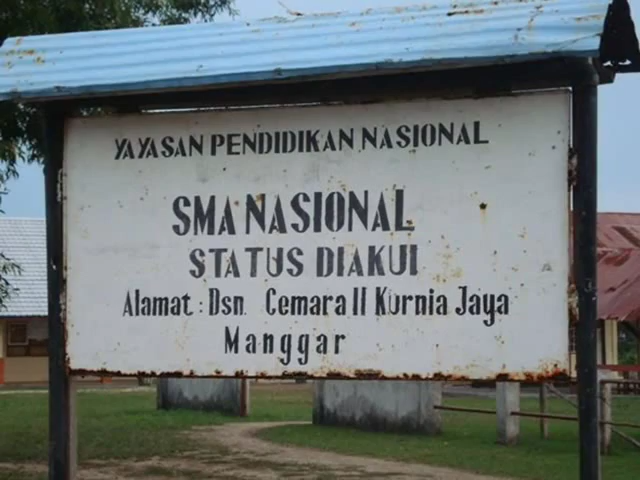 YAYASAN PENDIDIKAN NASIONAL
SMA NASIONAL
STATUS DIAKUI
Alamat : Dsn. Cemara II Kurnia Jaya
Manggar